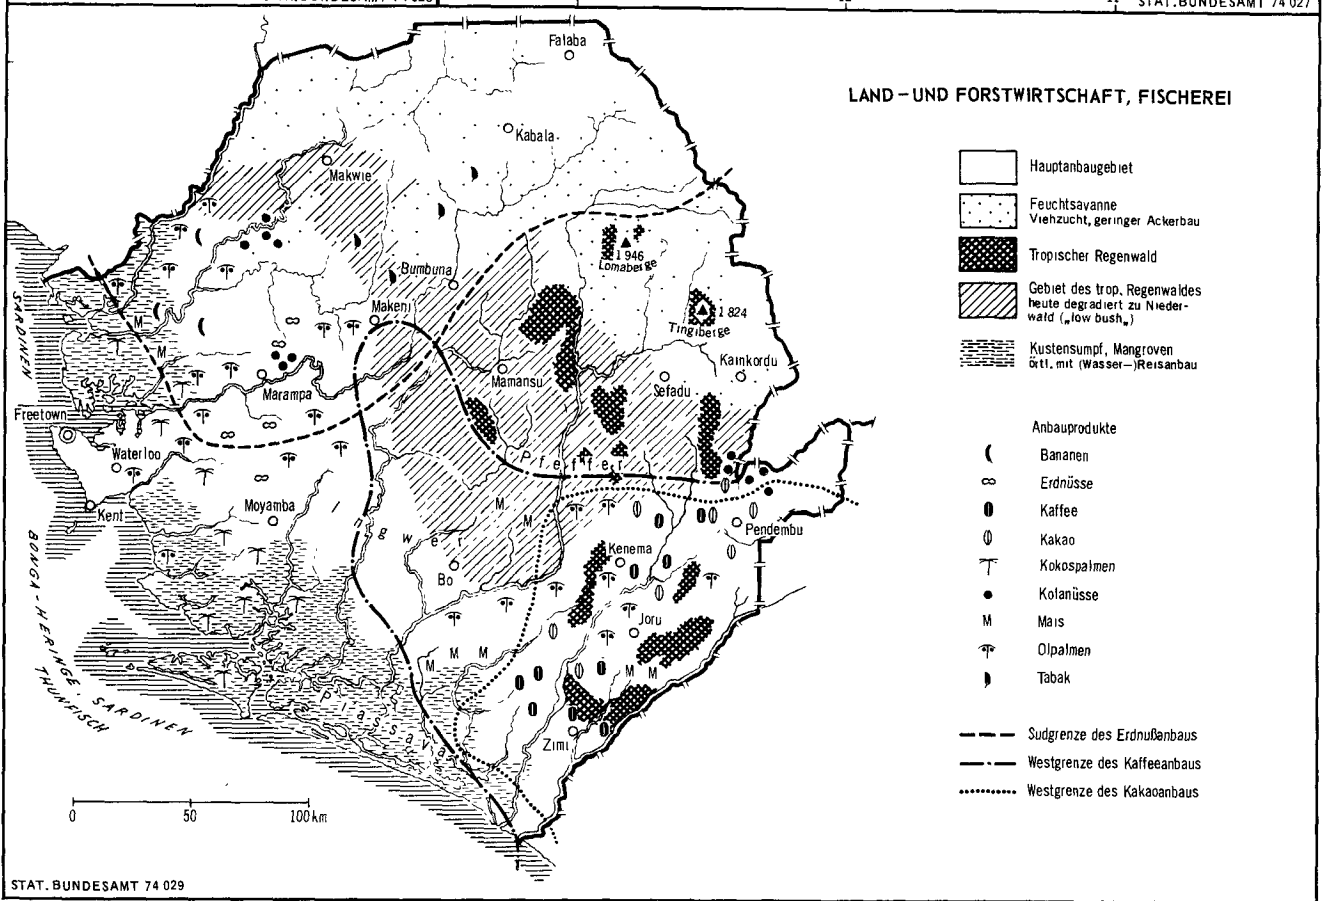 STAT. BUNDESAMT 74 027
LAND-UND FORSTWIRTSCHAFT, FISCHEREI
Hauptanbaugebiet
Feuchtsavanne
Viehzucht, geringer Ackerbau
Tropischer Regenwald
Gebiet des trop. Regenwaldes
heute degradiert zu Nieder-
wald („low bush„)
Kustensumpf, Mangroven
örtl. mit (Wasser-)Reisanbau
Anbauprodukte
Bananen
Erdnüsse
Kaffee
Kakao
Kokospalmen
Kolanüsse
M Mais
Olpalmen
Tabak
Sudgrenze des Erdnußanbaus
Westgrenze des Kaffeeanbaus
Westgrenze des Kakaoanbaus
Falaba
Kabala
Makwie
Bumbuna
1 946
Lomaberge
1 824
Tingiberge
Makeni
Kainkordu
Mamansu
Sefadu
Marampa
SARDINEN
Freetown
Waterloo
Pfeffer
Kent
Moyamba
Ingwer
Pendembu
Kenema
Bo
Joru
Zimi
Piassava
BONGA-HERINGE, SARDINEN
THUNFISCH
M
M
M
M
M
M
M
M
M
0 50 100 km
STAT. BUNDESAMT 74 029